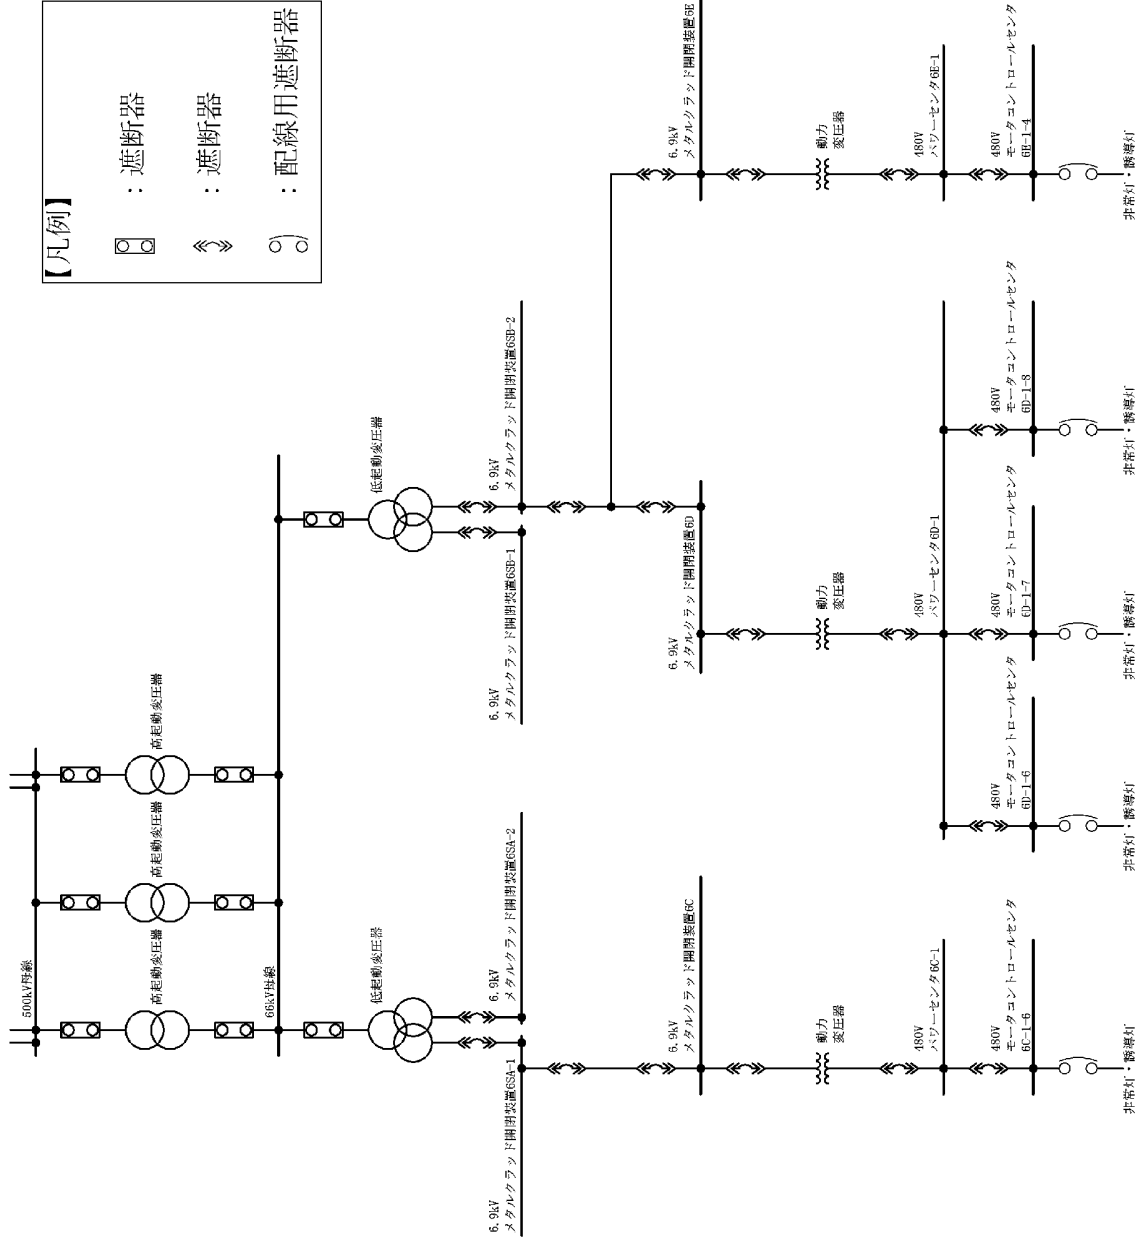 【凡例】
：遮断器
：遮断器
：配線用遮断器
500kV母線
高起動変圧器
高起動変圧器
高起動変圧器
66kV母線
低起動変圧器
低起動変圧器
6.9kV
メタルクラッド開閉装置6SA-1
6.9kV
メタルクラッド開閉装置6SA-2
6.9kV
メタルクラッド開閉装置6SB-1
6.9kV
メタルクラッド開閉装置6SB-2
6.9kV
メタルクラッド開閉装置6C
6.9kV
メタルクラッド開閉装置6D
6.9kV
メタルクラッド開閉装置6E
動力
変圧器
動力
変圧器
動力
変圧器
480V
パワーセンタ6C-1
480V
パワーセンタ6D-1
480V
パワーセンタ6E-1
480V
モータコントロールセンタ
6C-1-6
480V
モータコントロールセンタ
6D-1-6
480V
モータコントロールセンタ
6D-1-7
480V
モータコントロールセンタ
6D-1-8
480V
モータコントロールセンタ
6E-1-4
非常灯・誘導灯
非常灯・誘導灯
非常灯・誘導灯
非常灯・誘導灯
非常灯・誘導灯